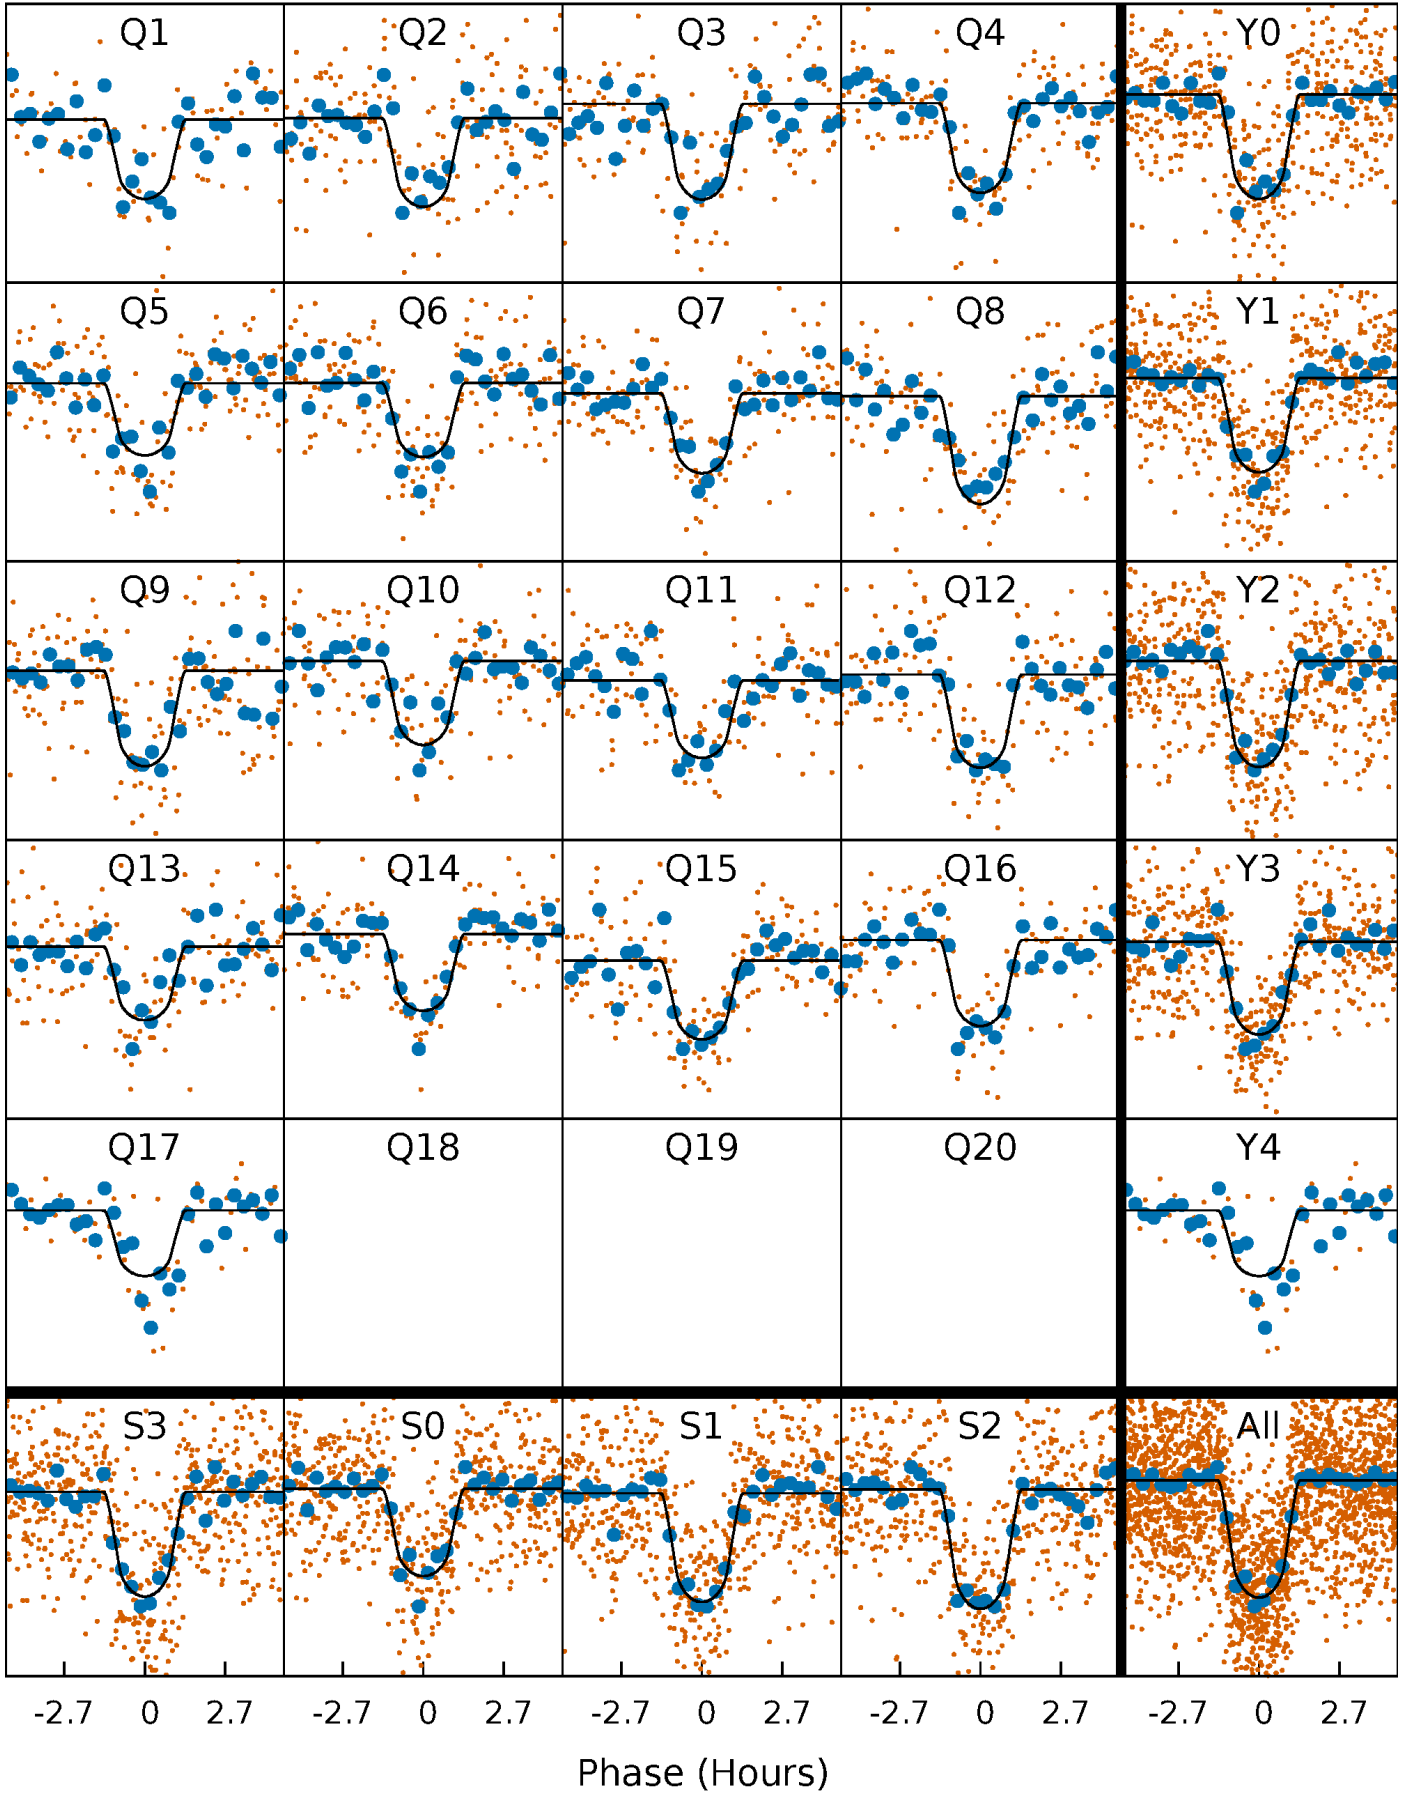 Q1 Q2 Q3 Q4 Y0
Q5 Q6 Q7 Q8 Y1
Q9 Q10 Q11 Q12 Y2
Q13 Q14 Q15 Q16 Y3
Q17 Q18 Q19 Q20 Y4
S3 S0 S1 S2 All
-2.7 0 2.7 -2.7 0 2.7 -2.7 0 2.7 -2.7 0 2.7 -2.7 0 2.7
Phase (Hours)